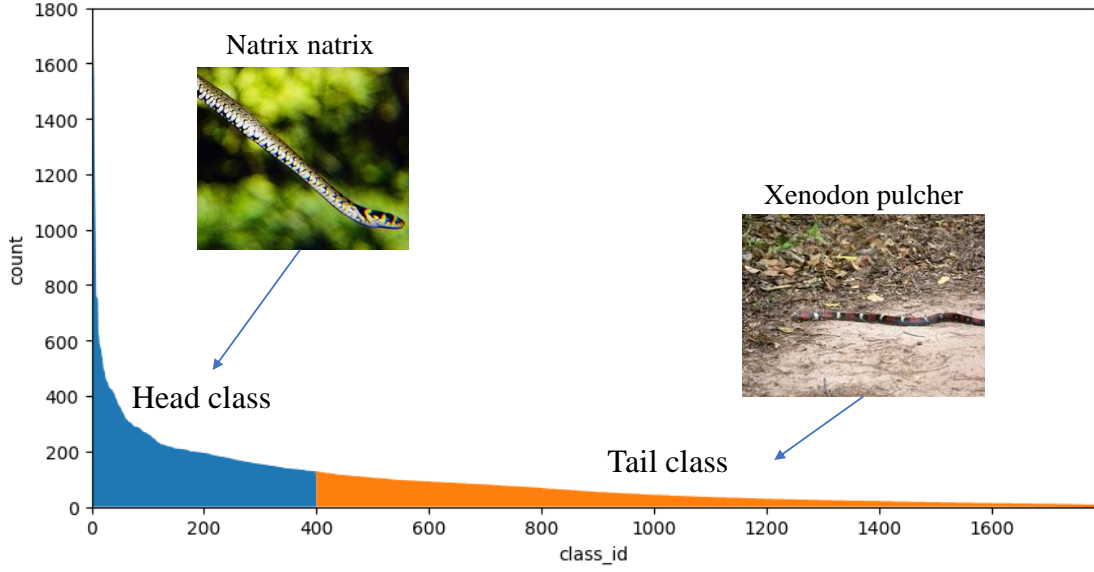 1800
1600
1400
1200
1000
800
600
400
200
0
count
Natrix natrix
Xenodon pulcher
Head class
Tail class
0 200 400 600 800 1000 1200 1400 1600
class_id